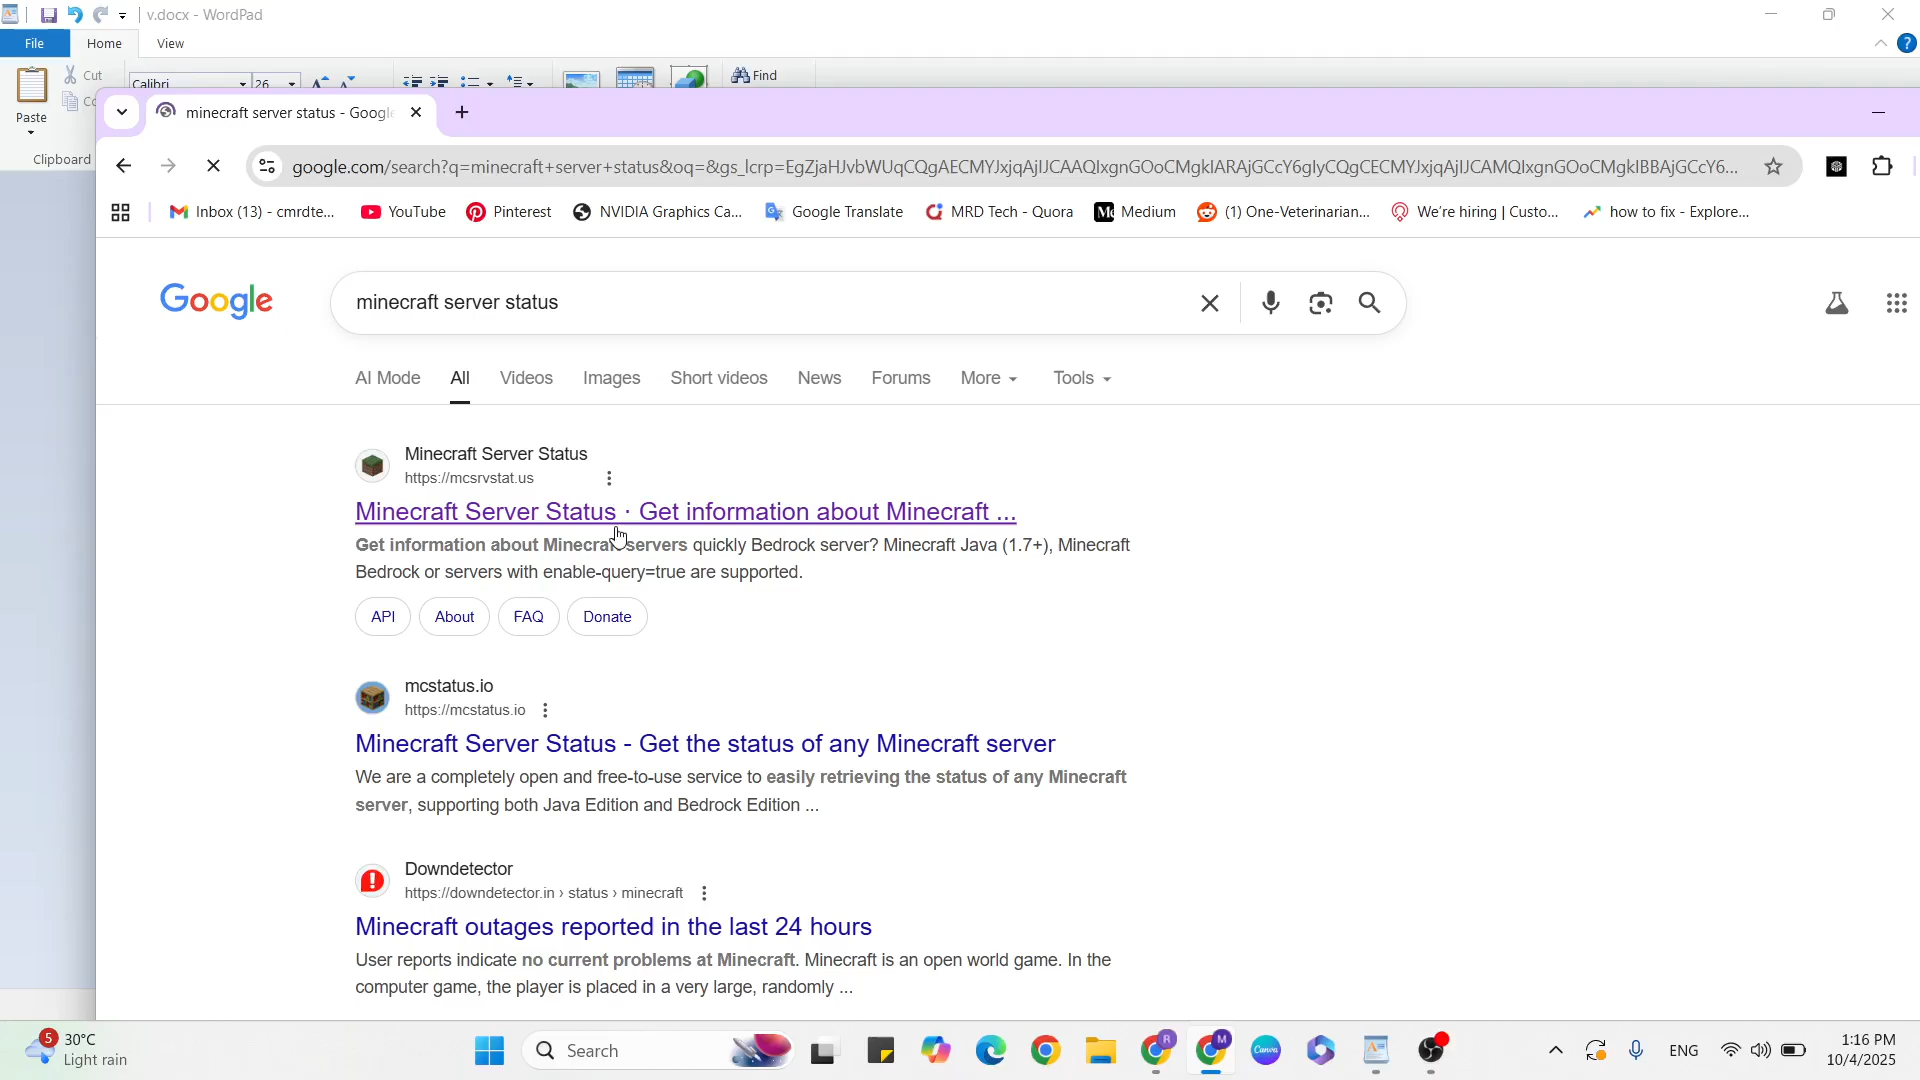 v.docx - WordPad
File
Home
View
Paste
Cut
Calibri
26
Find
Clipboard
minecraft server status - Google
google.com/search?q=minecraft+server+status&oq=&gs_lcrp=EgZjaHJvbWUqCQgAECMYJxjqAjIJCAAQIxgnGOoCMgkIARAjGCcY6gIyCQgCECMYJxjqAjIJCAMQIxgnGOoCMgkIBBAjGCcY6...
Inbox (13) - cmrdte...
YouTube
Pinterest
NVIDIA Graphics Ca...
Google Translate
MRD Tech - Quora
Medium
(1) One-Veterinarian...
We're hiring | Custo...
how to fix - Explore...
Google
minecraft server status
AI Mode
All
Videos
Images
Short videos
News
Forums
More
Tools
Minecraft Server Status
https://mcsrvstat.us
Minecraft Server Status · Get information about Minecraft ...
Get information about Minecraft servers quickly Bedrock server? Minecraft Java (1.7+), Minecraft
Bedrock or servers with enable-query=true are supported.
API
About
FAQ
Donate
mcstatus.io
https://mcstatus.io
Minecraft Server Status - Get the status of any Minecraft server
We are a completely open and free-to-use service to easily retrieving the status of any Minecraft
server, supporting both Java Edition and Bedrock Edition ...
Downdetector
https://downdetector.in › status › minecraft
Minecraft outages reported in the last 24 hours
User reports indicate no current problems at Minecraft. Minecraft is an open world game. In the
computer game, the player is placed in a very large, randomly ...
5
30°C
Light rain
Search
R
M
Canva
ENG
1:16 PM
10/4/2025